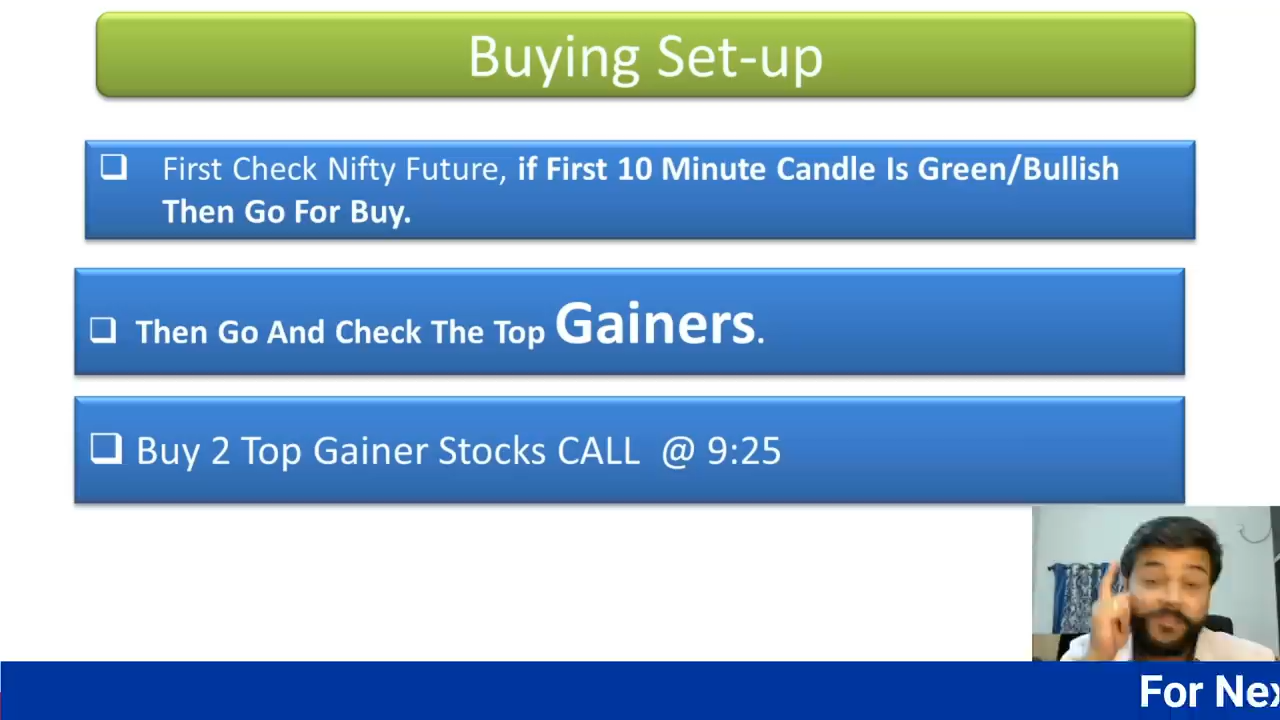 Buying Set-up
First Check Nifty Future, if First 10 Minute Candle Is Green/Bullish
Then Go For Buy.
Then Go And Check The Top Gainers.
Buy 2 Top Gainer Stocks CALL @ 9:25
For